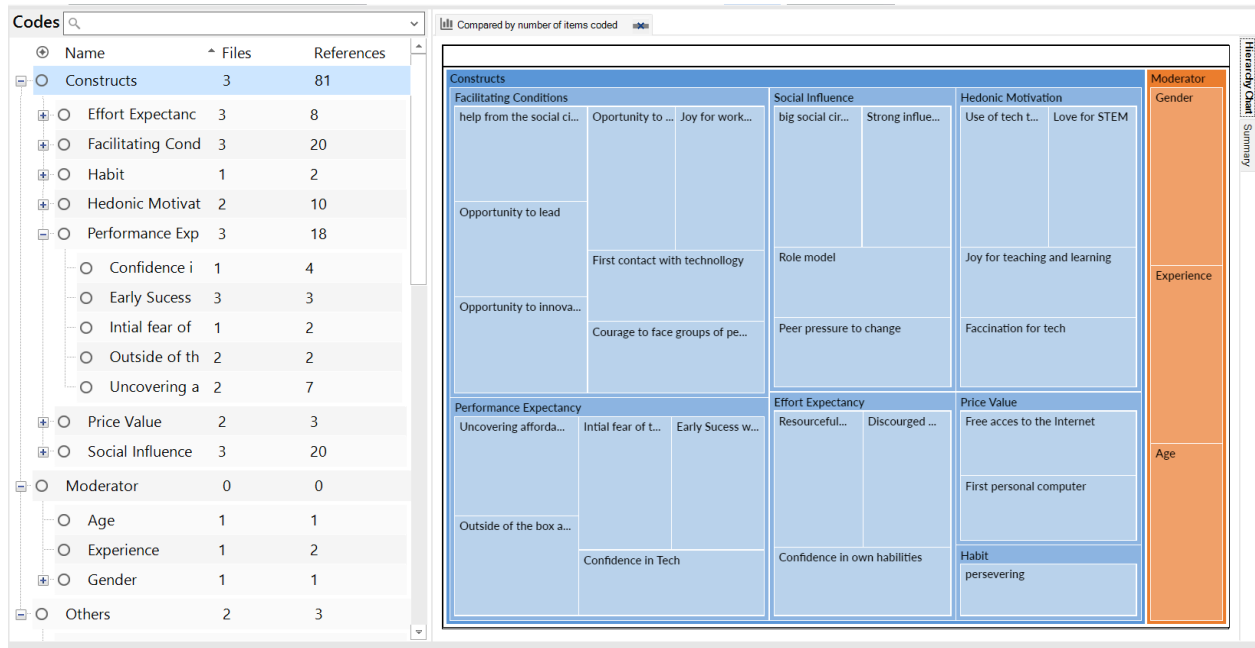 Codes
Name Files References
Constructs 3 81
Effort Expectanc 3 8
Facilitating Cond 3 20
Habit 1 2
Hedonic Motivat 2 10
Performance Exp 3 18
Confidence i 1 4
Early Sucess 3 3
Intial fear of 1 2
Outside of th 2 2
Uncovering a 2 7
Price Value 2 3
Social Influence 3 20
Moderator 0 0
Age 1 1
Experience 1 2
Gender 1 1
Others 2 3
Compared by number of items coded
Constructs
Facilitating Conditions
help from the social ci...
Oportunity to ...
Joy for work...
Opportunity to lead
First contact with technollogy
Opportunity to innova...
Courage to face groups of pe...
Social Influence
big social cir...
Strong influe...
Role model
Peer pressure to change
Hedonic Motivation
Use of tech t...
Love for STEM
Joy for teaching and learning
Faccination for tech
Performance Expectancy
Uncovering afforda...
Intial fear of t...
Early Sucess w...
Outside of the box a...
Confidence in Tech
Effort Expectancy
Resourceful...
Discourged ...
Confidence in own habilities
Price Value
Free acces to the Internet
First personal computer
Habit
persevering
Moderator
Gender
Experience
Age
Hierarchy Chart
Summary